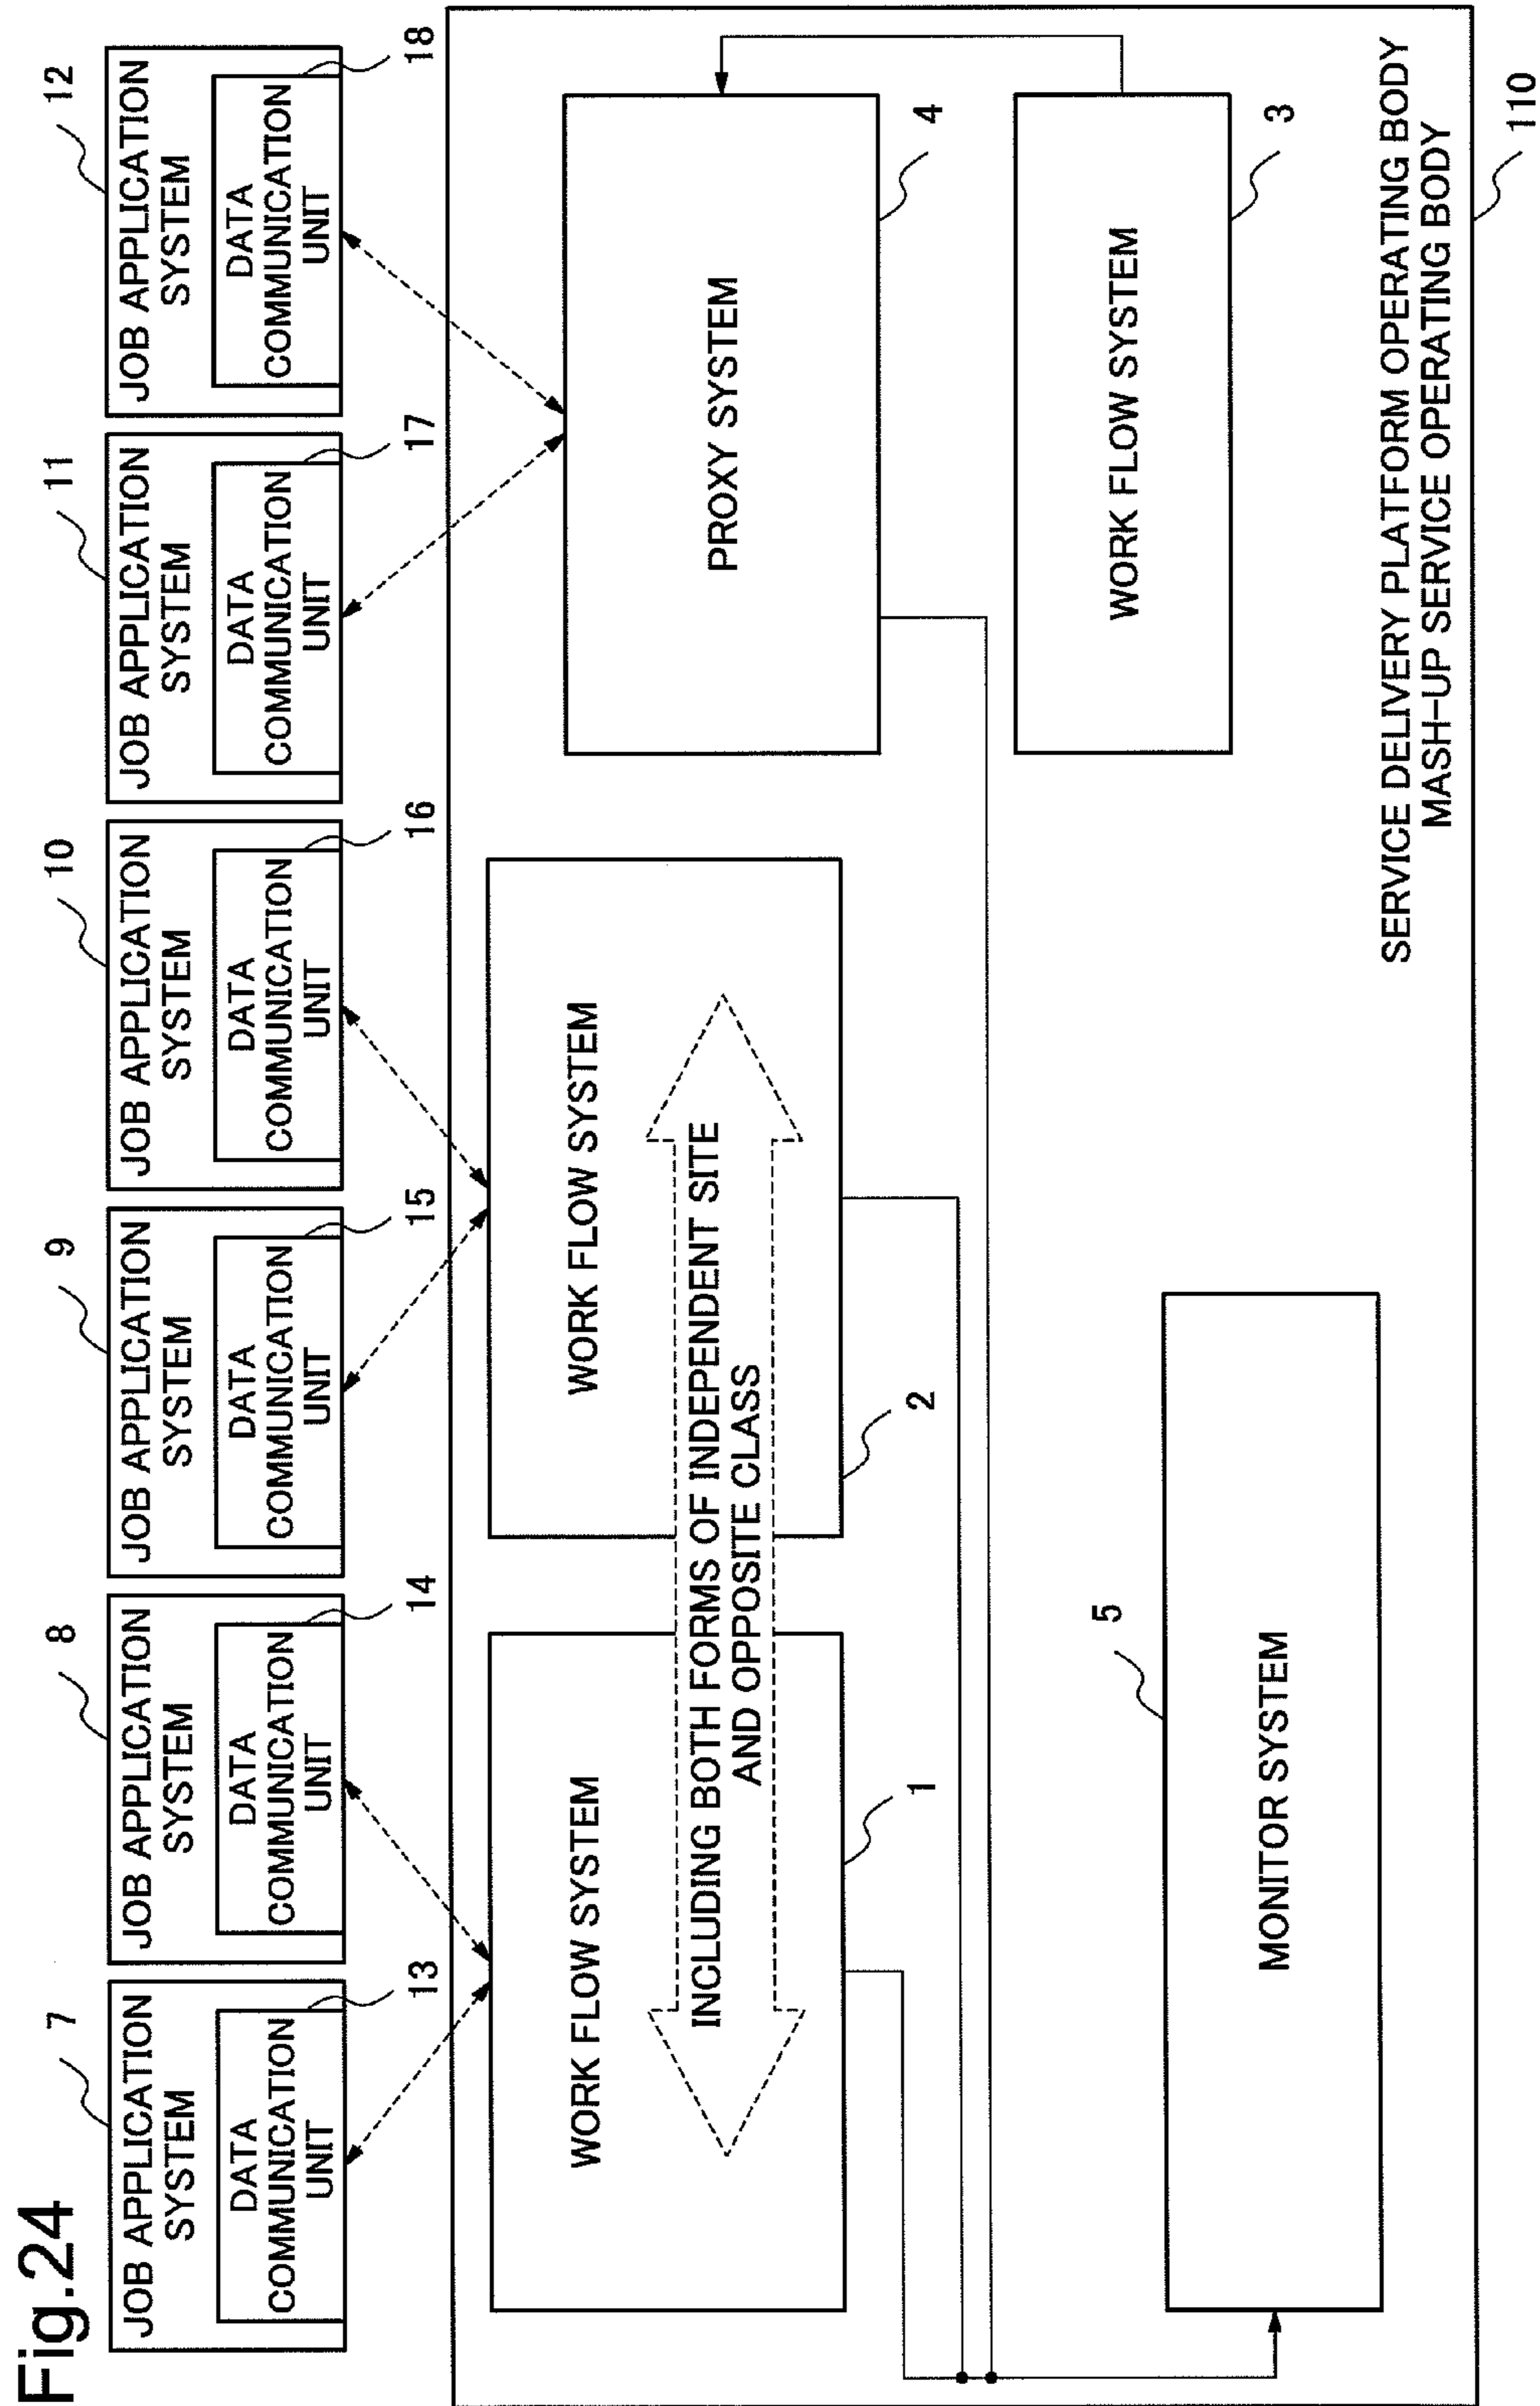 Fig.24
7
JOB APPLICATION
SYSTEM
DATA
COMMUNICATION
UNIT
13
8
JOB APPLICATION
SYSTEM
DATA
COMMUNICATION
UNIT
14
9
JOB APPLICATION
SYSTEM
DATA
COMMUNICATION
UNIT
15
10
JOB APPLICATION
SYSTEM
DATA
COMMUNICATION
UNIT
16
11
JOB APPLICATION
SYSTEM
DATA
COMMUNICATION
UNIT
17
12
JOB APPLICATION
SYSTEM
DATA
COMMUNICATION
UNIT
18
WORK FLOW SYSTEM
1
WORK FLOW SYSTEM
2
INCLUDING BOTH FORMS OF INDEPENDENT SITE
AND OPPOSITE CLASS
PROXY SYSTEM
4
WORK FLOW SYSTEM
3
5
MONITOR SYSTEM
SERVICE DELIVERY PLATFORM OPERATING BODY
MASH-UP SERVICE OPERATING BODY
110